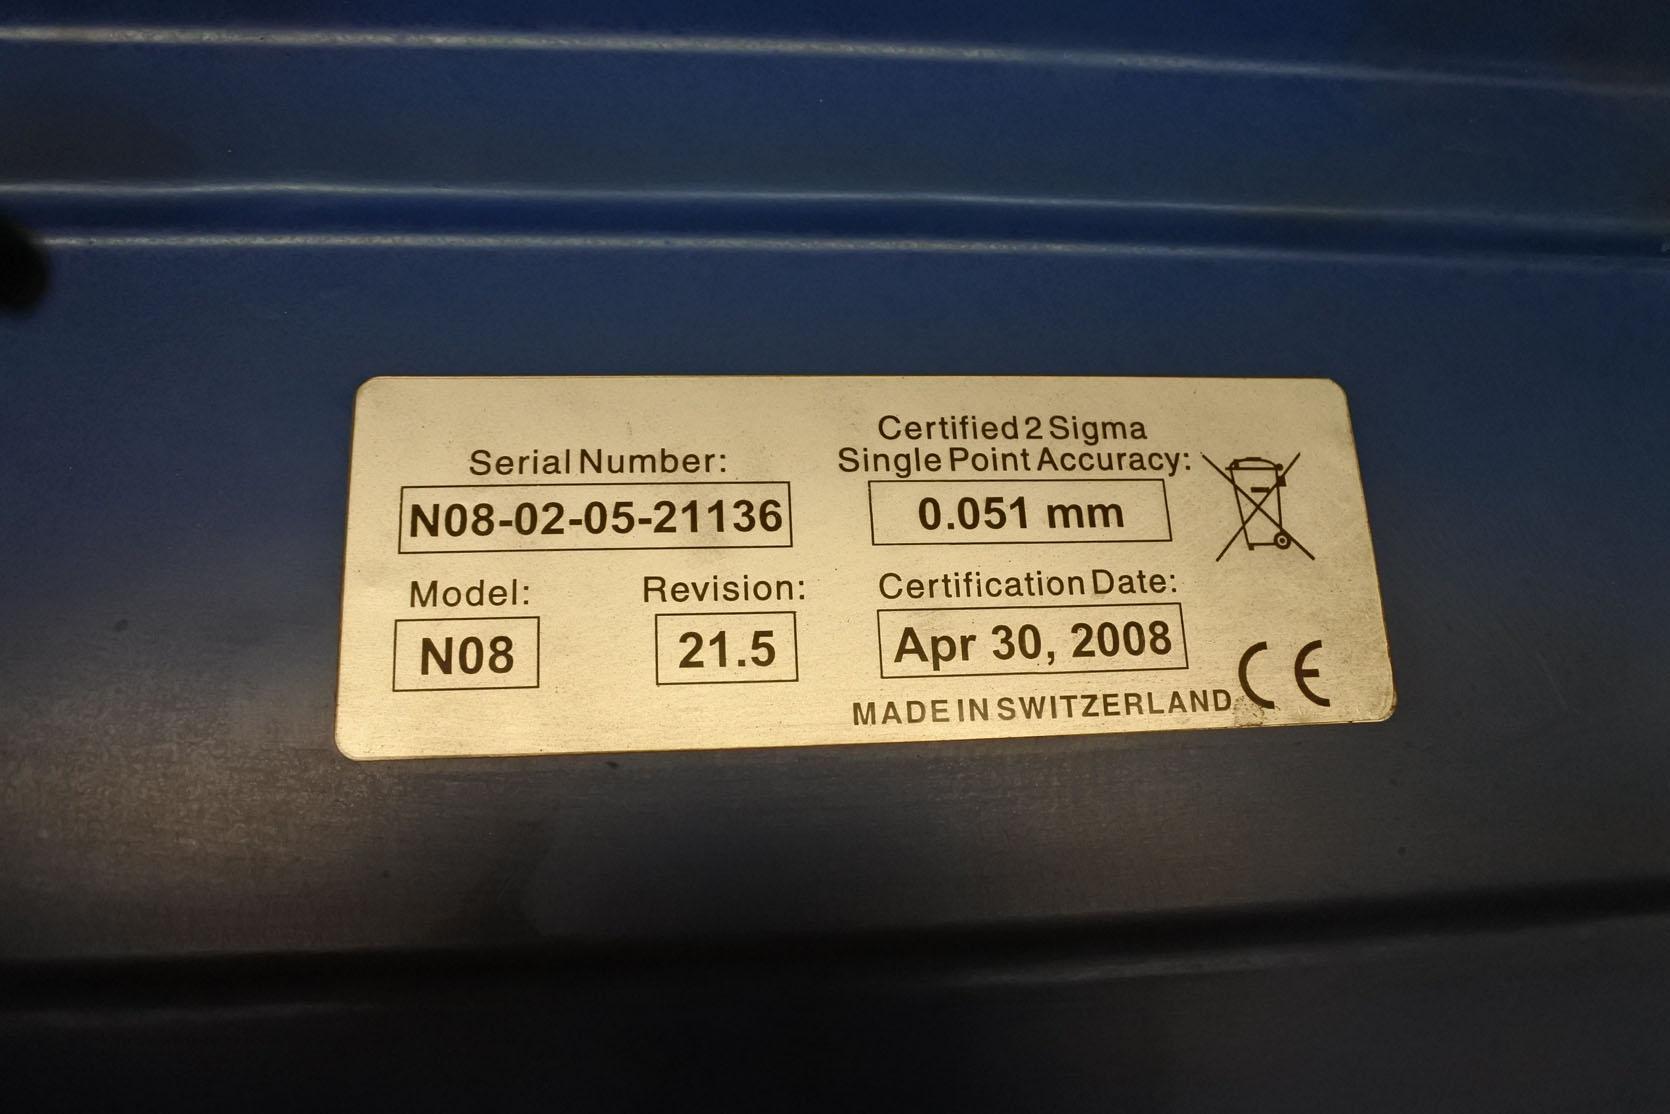 Serial Number:
N08-02-05-21136
Certified 2 Sigma
Single Point Accuracy:
0.051 mm
Model:
N08
Revision:
21.5
Certification Date:
Apr 30, 2008
MADE IN SWITZERLAND
CE